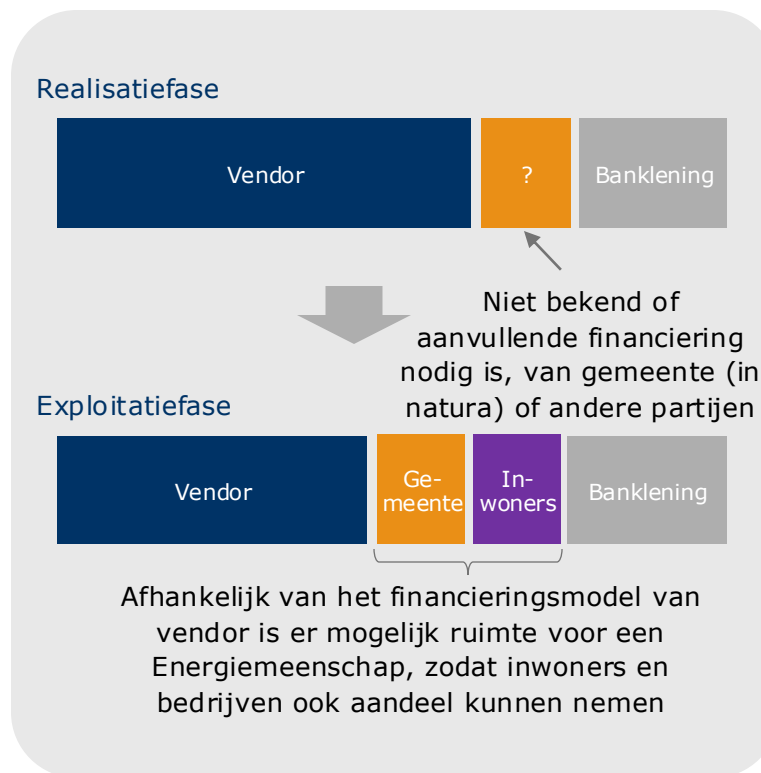 Realisatiefase
Vendor
?
Banklening
Niet bekend of
aanvullende financiering
nodig is, van gemeente (in
natura) of andere partijen
Exploitatiefase
Vendor
Ge-
meente
In-
woners
Banklening
Afhankelijk van het financieringsmodel van
vendor is er mogelijk ruimte voor een
Energiemeenschap, zodat inwoners en
bedrijven ook aandeel kunnen nemen